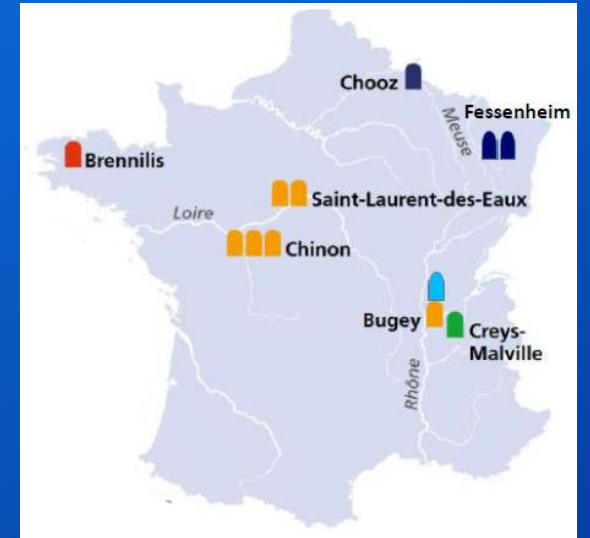 Chooz
Fessenheim
Meuse
Brennilis
Saint-Laurent-des-Eaux
Loire
Chinon
Bugey
Creys-
Malville
Rhône